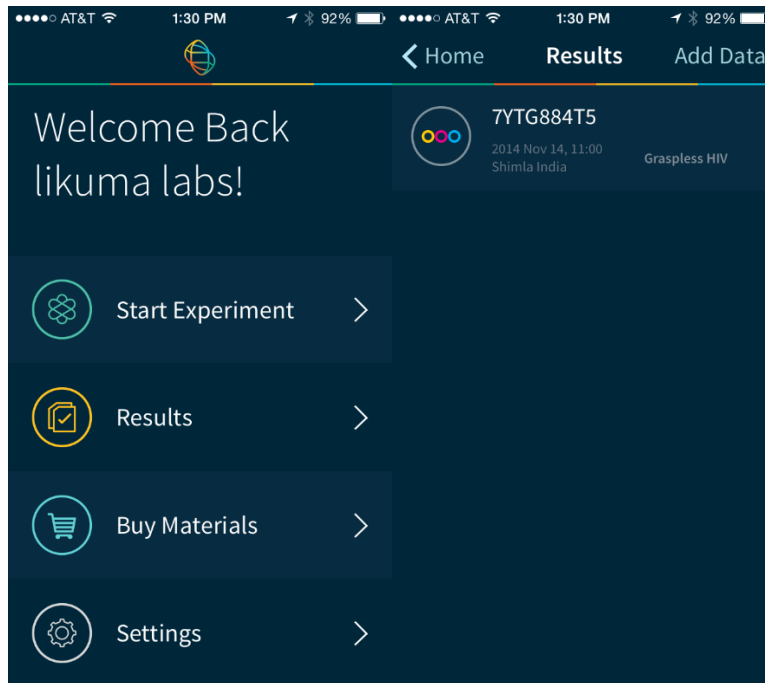 AT&T 1:30 PM 92%
Welcome Back
likuma labs!
Start Experiment
Results
Buy Materials
Settings
AT&T 1:30 PM 92%
Home Results Add Data
7YTG884T5
2014 Nov 14, 11:00
Shimla India
Graspless HIV